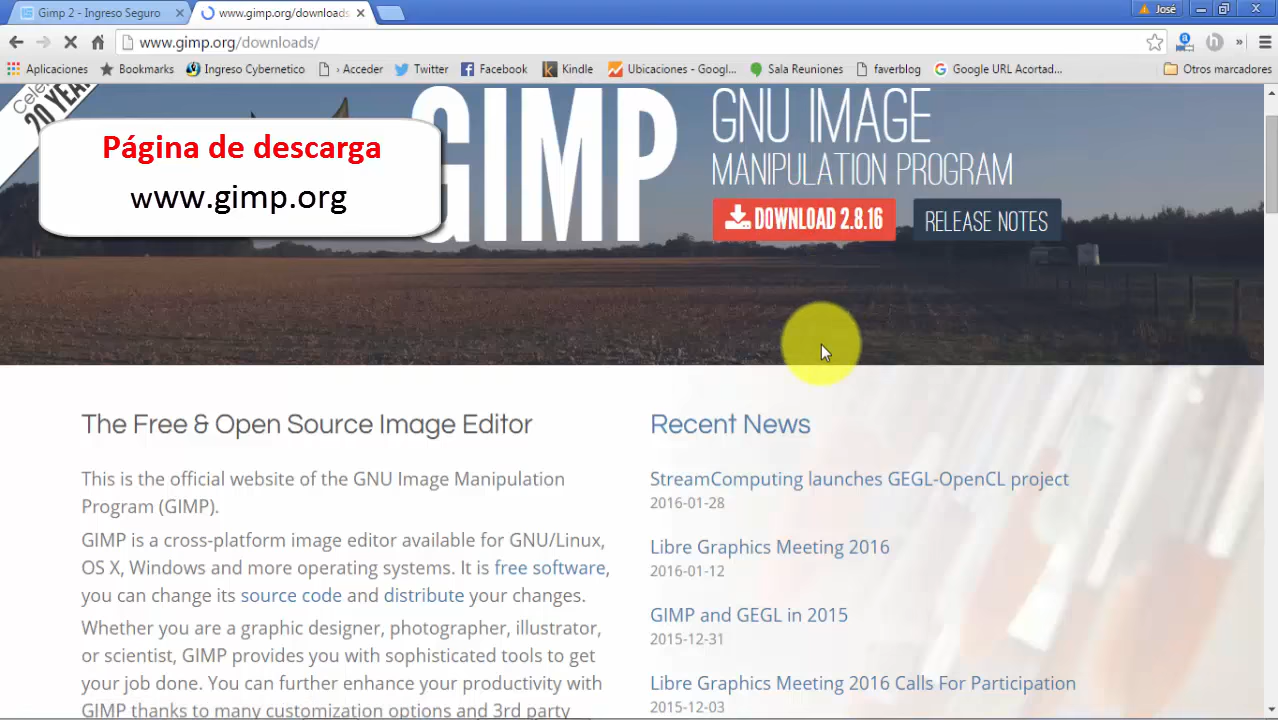 Gimp 2 - Ingreso Seguro
www.gimp.org/downloads
José
www.gimp.org/downloads/
Aplicaciones
Bookmarks
Ingreso Cybernetico
› Acceder
Twitter
Facebook
Kindle
Ubicaciones - Googl...
Sala Reuniones
faverblog
Google URL Acortad...
»
Otros marcadores
20 YEAR
GIMP
GNU IMAGE
MANIPULATION PROGRAM
DOWNLOAD 2.8.16
RELEASE NOTES
Página de descarga
www.gimp.org
The Free & Open Source Image Editor
This is the official website of the GNU Image Manipulation
Program (GIMP).
GIMP is a cross-platform image editor available for GNU/Linux,
OS X, Windows and more operating systems. It is free software,
you can change its source code and distribute your changes.
Whether you are a graphic designer, photographer, illustrator,
or scientist, GIMP provides you with sophisticated tools to get
your job done. You can further enhance your productivity with
GIMP thanks to many customization options and 3rd party
Recent News
StreamComputing launches GEGL-OpenCL project
2016-01-28
Libre Graphics Meeting 2016
2016-01-12
GIMP and GEGL in 2015
2015-12-31
Libre Graphics Meeting 2016 Calls For Participation
2015-12-03